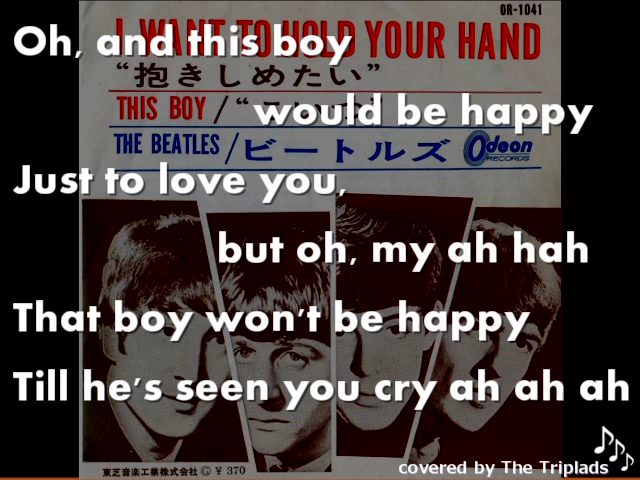 OR-1041
I WANT TO HOLD YOUR HAND
Oh, and this boy
“抱きしめたい”
THIS BOY /
would be happy
THE BEATLES/ビートルズ Odeon
RECORDS
Just to love you,
but oh, my ah hah
That boy won't be happy
Till he's seen you cry ah ah ah
東芝音楽工業株式会社 Ⓒ ¥ 370
covered by The Triplads